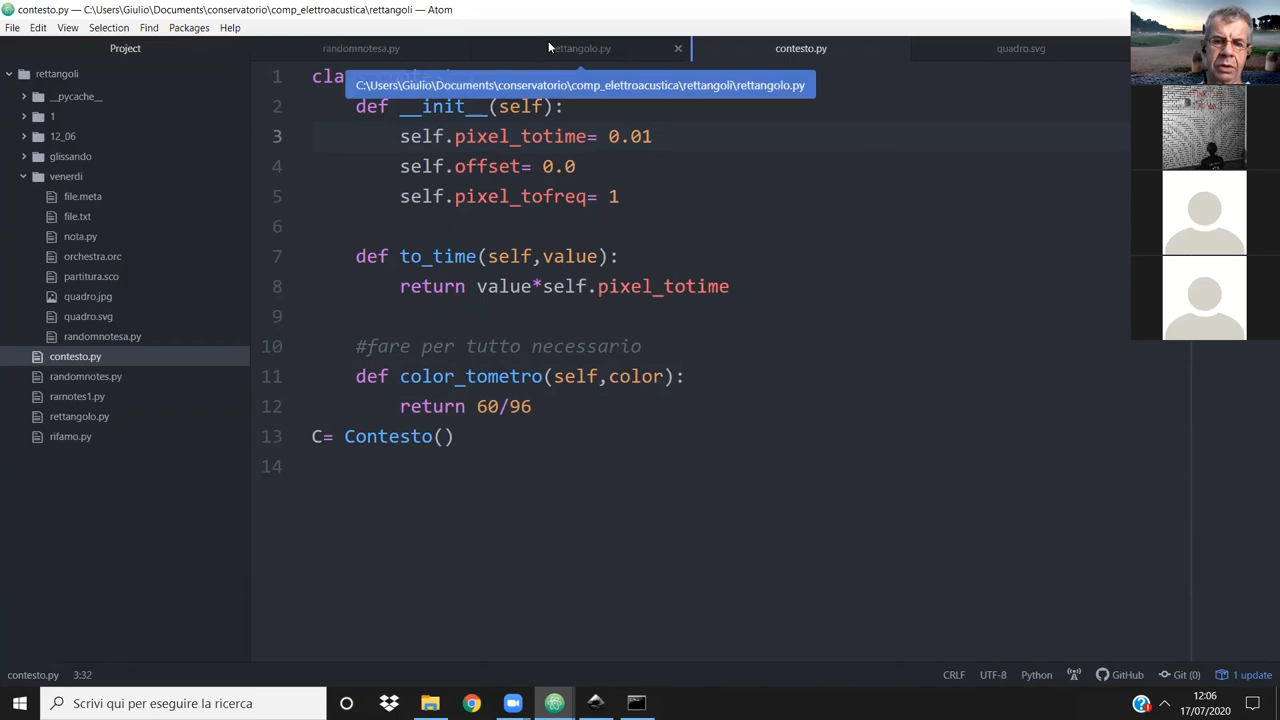 contesto.py — C:\Users\Giulio\Documents\conservatorio\comp_elettroacustica\rettangoli — Atom
File Edit View Selection Find Packages Help
Project
randomnotesa.py
rettangolo.py
contesto.py
quadro.svg
C:\Users\Giulio\Documents\conservatorio\comp_elettroacustica\rettangoli\rettangolo.py
rettangoli
__pycache__
1
12_06
glissando
venerdi
file.meta
file.txt
nota.py
orchestra.orc
partitura.sco
quadro.jpg
quadro.svg
randomnotesa.py
contesto.py
randomnotes.py
rarnotes1.py
rettangolo.py
rifamo.py
1 cla
2 def __init__(self):
3 self.pixel_totime= 0.01
4 self.offset= 0.0
5 self.pixel_tofreq= 1
6
7 def to_time(self,value):
8 return value*self.pixel_totime
9
10 #fare per tutto necessario
11 def color_tometro(self,color):
12 return 60/96
13 C= Contesto()
14
contesto.py 3:32
CRLF UTF-8 Python GitHub Git (0) 1 update
Scrivi qui per eseguire la ricerca
12:06
17/07/2020